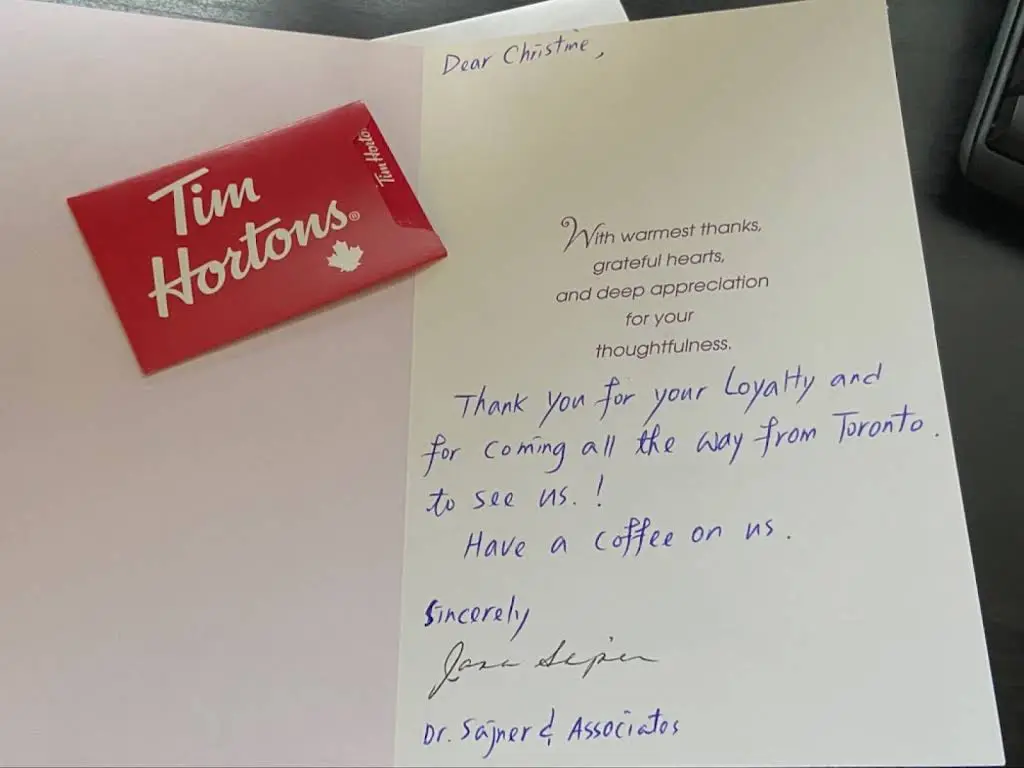 Dear Christine,
Tim
Hortons®
Tim Horto
With warmest thanks,
grateful hearts,
and deep appreciation
for your
thoughtfulness.
Thank you for your Loyalty and
for coming all the way from Toronto.
to see us.!
Have a coffee on us.
Sincerely
Dr. Sajner & Associates